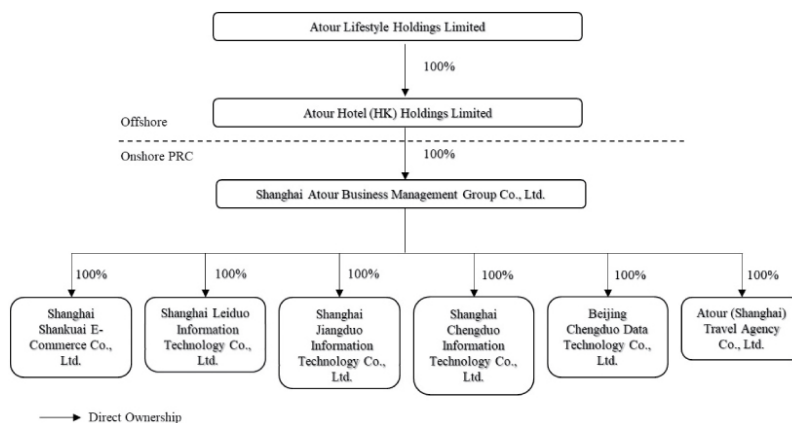 Atour Lifestyle Holdings Limited
100%
Atour Hotel (HK) Holdings Limited
Offshore
Onshore PRC
100%
Shanghai Atour Business Management Group Co., Ltd.
100%
100%
100%
100%
100%
100%
Shanghai
Shankuai E-
Commerce Co.,
Ltd.
Shanghai Leiduo
Information
Technology Co.,
Ltd.
Shanghai
Jiangduo
Information
Technology Co.,
Ltd.
Shanghai
Chengduo
Information
Technology Co.,
Ltd.
Beijing
Chengduo Data
Technology Co.,
Ltd.
Atour (Shanghai)
Travel Agency
Co., Ltd.
Direct Ownership